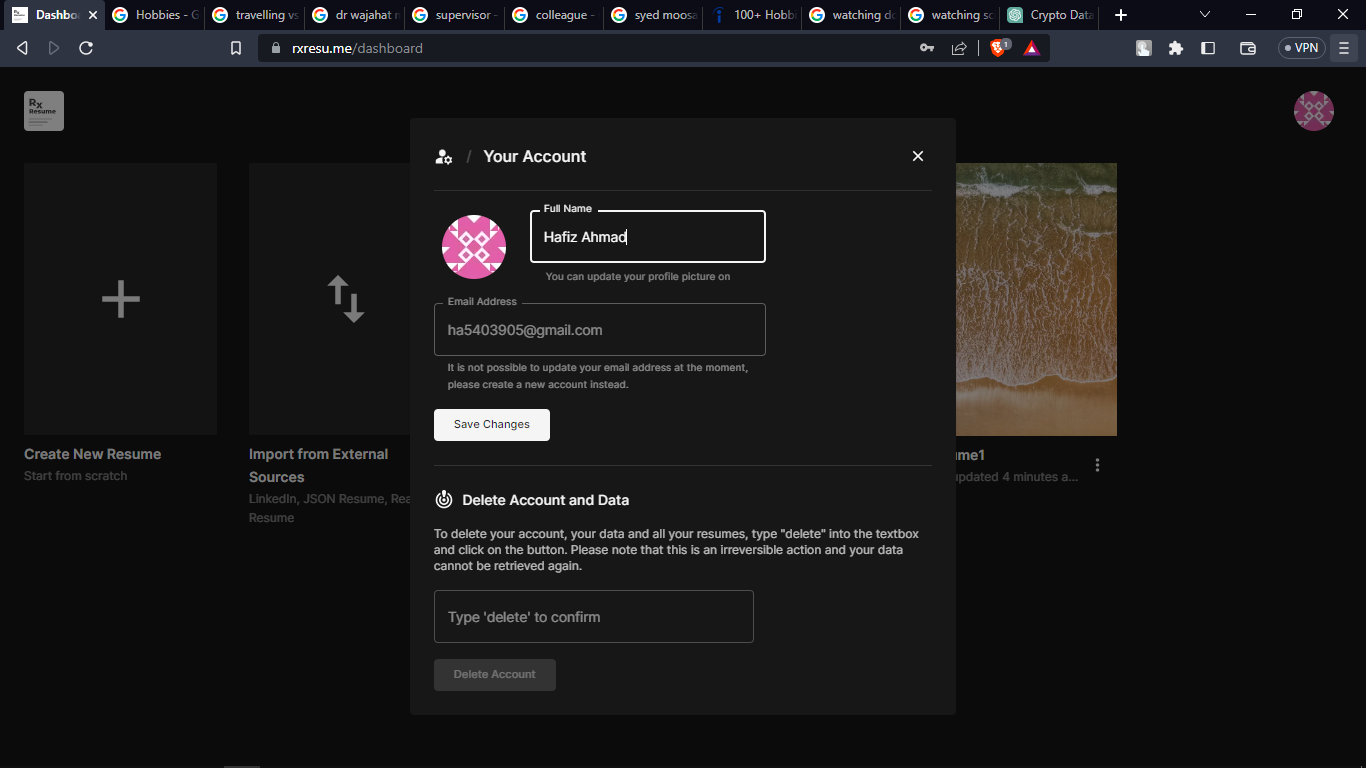 Dashbo
Hobbies - G
travelling vs
dr wajahat ri
supervisor -
colleague -
syed moosa
100+ Hobbi
watching do
watching so
Crypto Data
rxresu.me/dashboard
1
VPN
Rx
Resume
/ Your Account
Full Name
Hafiz Ahmad
You can update your profile picture on
Email Address
ha5403905@gmail.com
It is not possible to update your email address at the moment,
please create a new account instead.
Save Changes
Create New Resume
Start from scratch
Import from External
Sources
LinkedIn, JSON Resume, Rea
Resume
ume1
updated 4 minutes a...
Delete Account and Data
To delete your account, your data and all your resumes, type "delete" into the textbox
and click on the button. Please note that this is an irreversible action and your data
cannot be retrieved again.
Type 'delete' to confirm
Delete Account